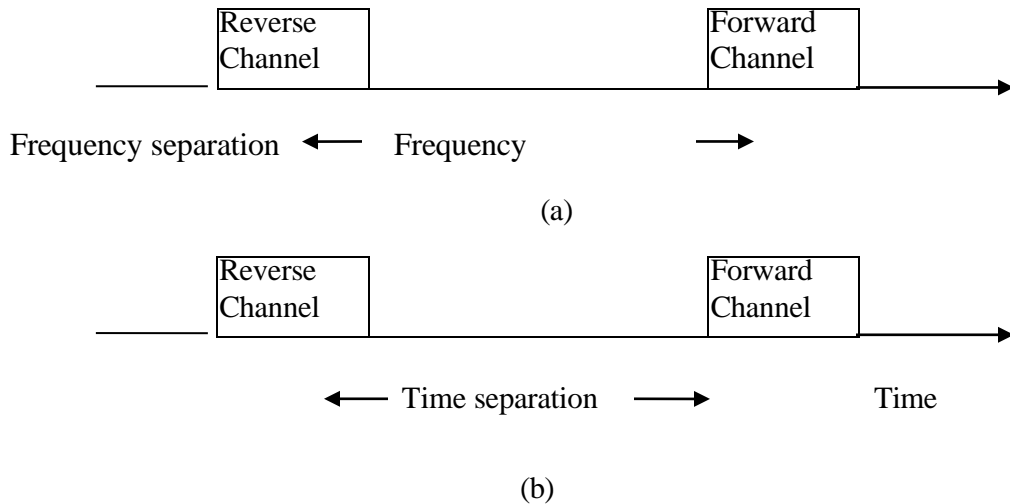 Reverse
Channel
Forward
Channel
Frequency separation Frequency
(a)
Reverse
Channel
Forward
Channel
Time separation Time
(b)